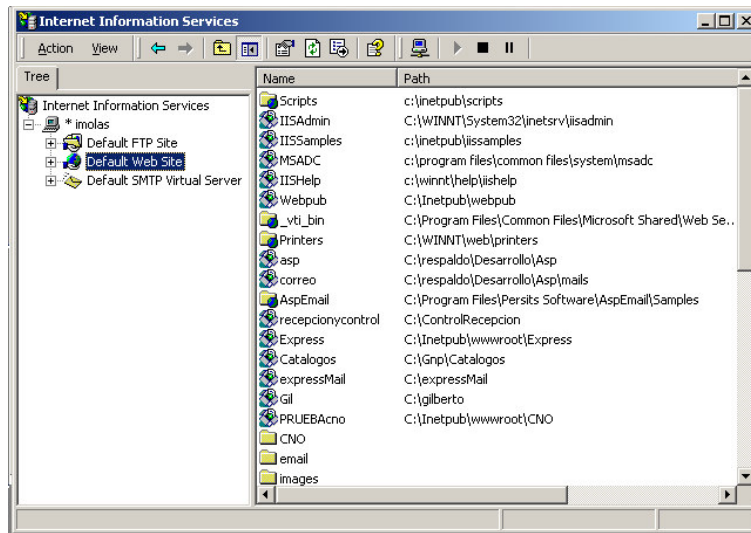 Internet Information Services
Action View
Tree
Internet Information Services
* imolas
Default FTP Site
Default Web Site
Default SMTP Virtual Server
Name Path
Scripts c:\inetpub\scripts
IISAdmin C:\WINNT\System32\inetsrv\iisadmin
IISSamples c:\inetpub\iissamples
MSADC c:\program files\common files\system\msadc
IISHelp c:\winnt\help\iishelp
Webpub C:\Inetpub\webpub
_vti_bin C:\Program Files\Common Files\Microsoft Shared\Web Se..
Printers C:\WINNT\web\printers
asp C:\respaldo\Desarrollo\Asp
correo C:\respaldo\Desarrollo\Asp\mails
AspEmail C:\Program Files\Persits Software\AspEmail\Samples
recepcionycontrol C:\ControlRecepcion
Express C:\Inetpub\wwwroot\Express
Catalogos C:\Gnp\Catalogos
expressMail C:\expressMail
Gil C:\gilberto
PRUEBAcno C:\Inetpub\wwwroot\CNO
CNO
email
images